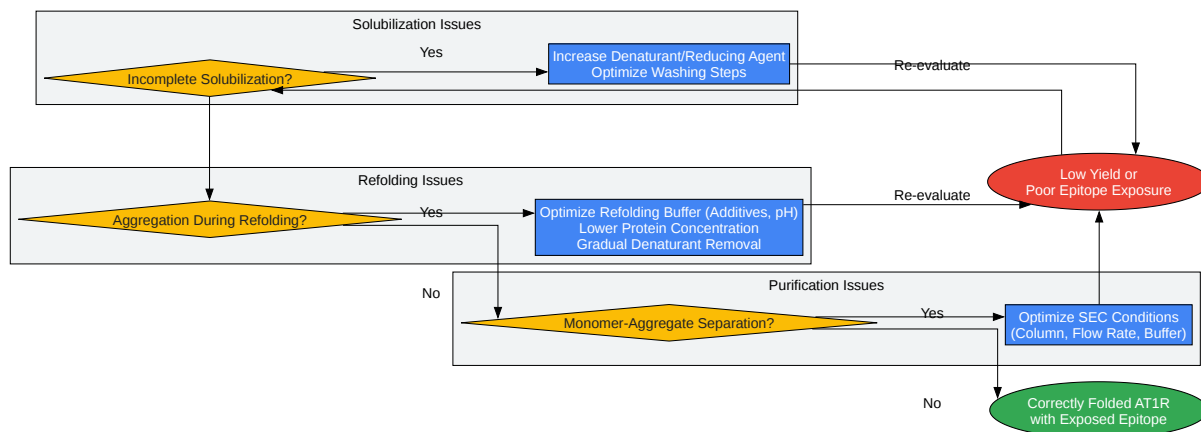 Solubilization Issues
Yes
Incomplete Solubilization?
Increase Denaturant/Reducing Agent
Optimize Washing Steps
Re-evaluate
Low Yield or
Poor Epitope Exposure
Refolding Issues
Aggregation During Refolding?
Yes
Optimize Refolding Buffer (Additives, pH)
Lower Protein Concentration
Gradual Denaturant Removal
Re-evaluate
No
Purification Issues
Monomer-Aggregate Separation?
Yes
Optimize SEC Conditions
(Column, Flow Rate, Buffer)
No
Correctly Folded AT1R
with Exposed Epitope